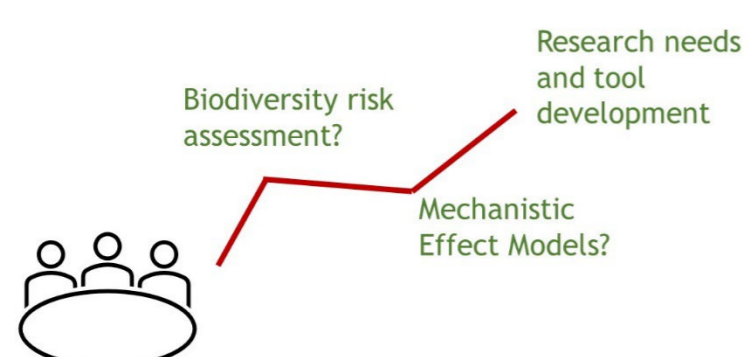 Biodiversity risk
assessment?
Research needs
and tool
development
Mechanistic
Effect Models?